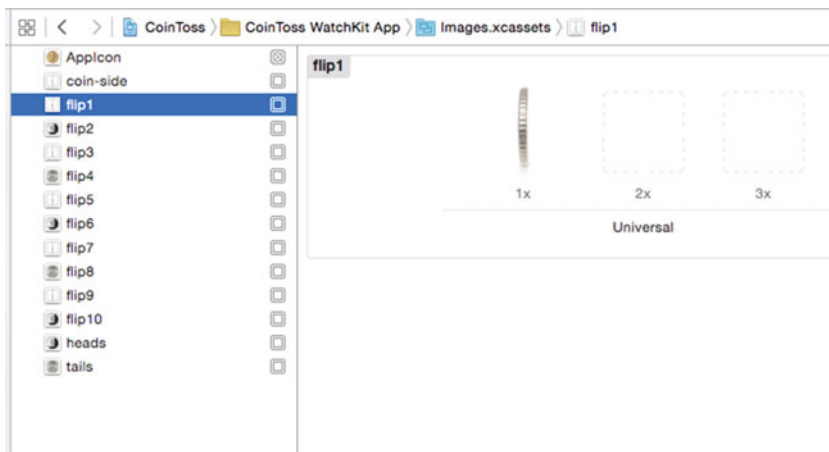 CoinToss CoinToss WatchKit App Images.xcassets flip1
AppIcon
coin-side
flip1
flip2
flip3
flip4
flip5
flip6
flip7
flip8
flip9
flip10
heads
tails
flip1
1x 2x 3x
Universal